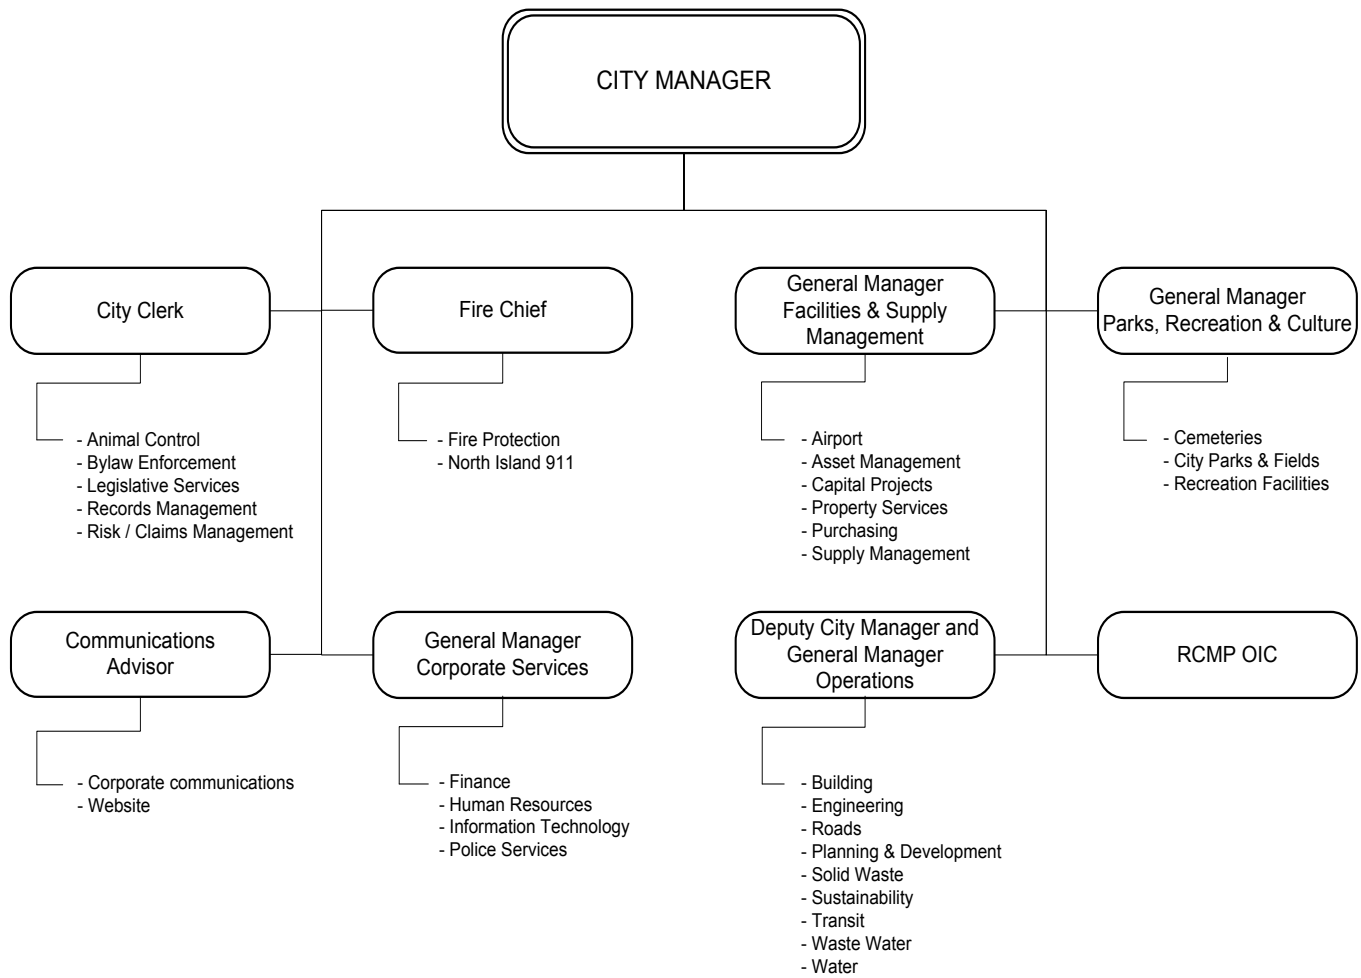 CITY MANAGER
City Clerk
- Animal Control
- Bylaw Enforcement
- Legislative Services
- Records Management
- Risk / Claims Management
Fire Chief
- Fire Protection
- North Island 911
General Manager
Facilities & Supply
Management
- Airport
- Asset Management
- Capital Projects
- Property Services
- Purchasing
- Supply Management
General Manager
Parks, Recreation & Culture
- Cemeteries
- City Parks & Fields
- Recreation Facilities
Communications
Advisor
- Corporate communications
- Website
General Manager
Corporate Services
- Finance
- Human Resources
- Information Technology
- Police Services
Deputy City Manager and
General Manager
Operations
- Building
- Engineering
- Roads
- Planning & Development
- Solid Waste
- Sustainability
- Transit
- Waste Water
- Water
RCMP OIC